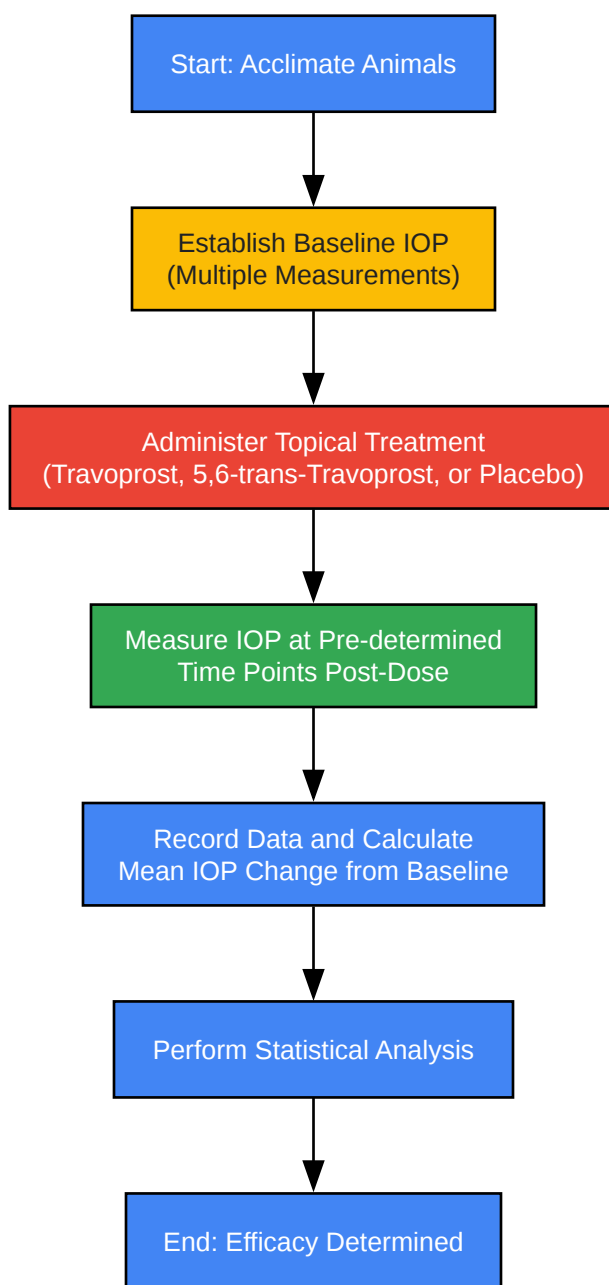 Start: Acclimate Animals
Establish Baseline IOP
(Multiple Measurements)
Administer Topical Treatment
(Travoprost, 5,6-trans-Travoprost, or Placebo)
Measure IOP at Pre-determined
Time Points Post-Dose
Record Data and Calculate
Mean IOP Change from Baseline
Perform Statistical Analysis
End: Efficacy Determined